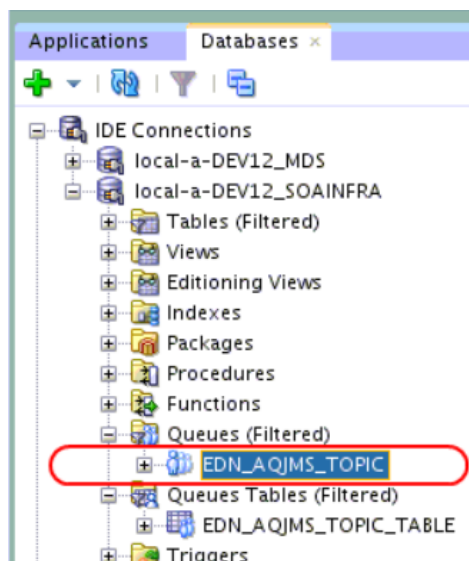 Applications Databases
IDE Connections
local-a-DEV12_MDS
local-a-DEV12_SOAINFRA
Tables (Filtered)
Views
Editioning Views
Indexes
Packages
Procedures
Functions
Queues (Filtered)
EDN_AQJMS_TOPIC
Queues Tables (Filtered)
EDN_AQJMS_TOPIC_TABLE
Triggers